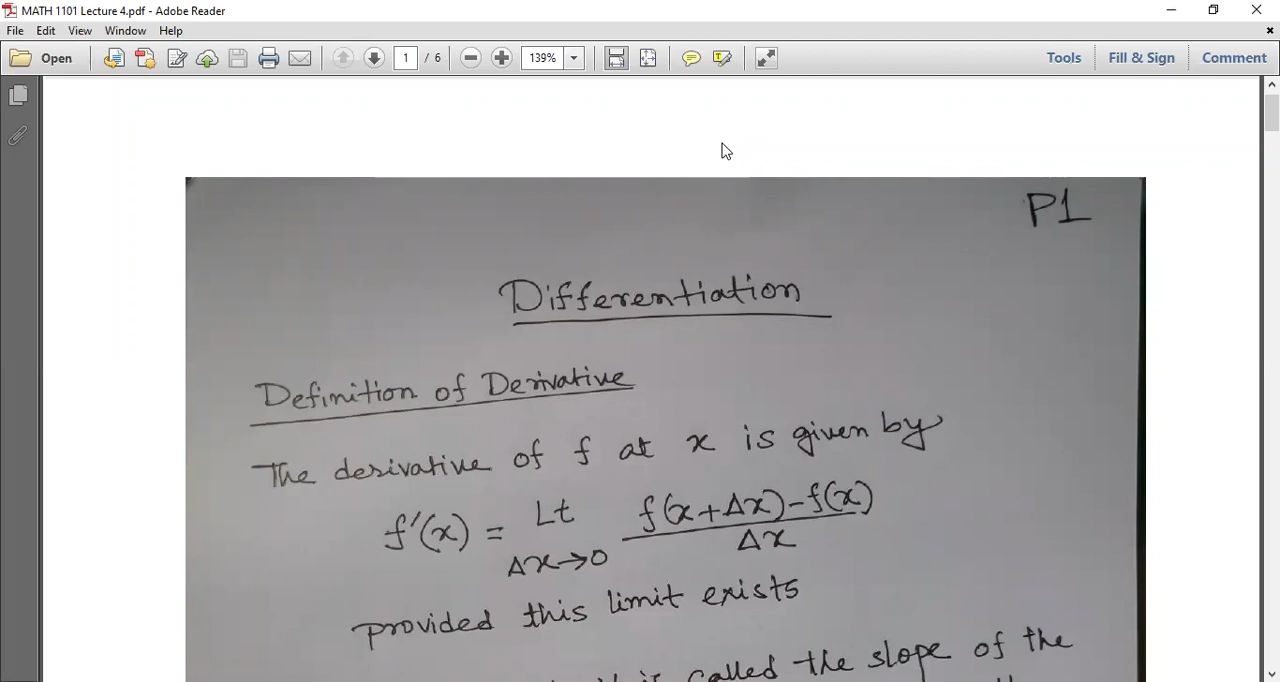 MATH 1101 Lecture 4.pdf - Adobe Reader
File Edit View Window Help
Open 1 / 6 139% Tools Fill & Sign Comment
P1
Differentiation
Definition of Derivative
The derivative of f at x is given by
f'(x) = Lt f(x+Δx)-f(x)
Δx→0 Δx
provided this limit exists
is called the slope of the